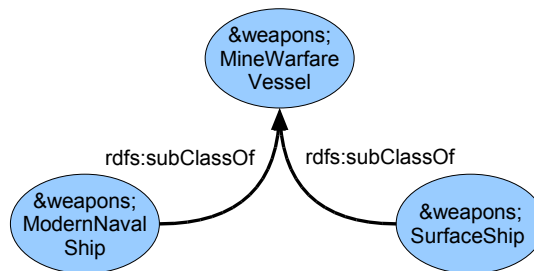 &weapons;
MineWarfare
Vessel
rdfs:subClassOf
rdfs:subClassOf
&weapons;
ModernNaval
Ship
&weapons;
SurfaceShip